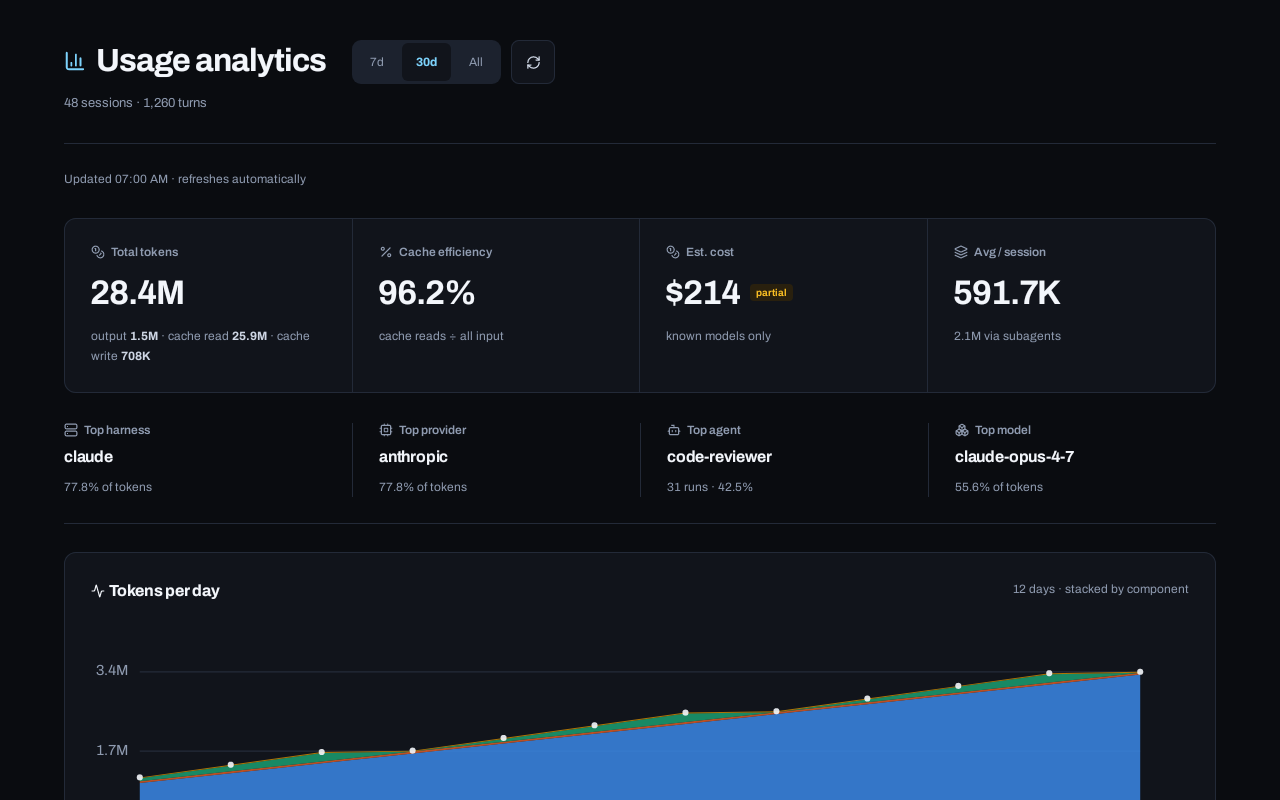 Usage analytics
7d
30d
All
48 sessions · 1,260 turns
Updated 07:00 AM · refreshes automatically
Total tokens
28.4M
output 1.5M · cache read 25.9M · cache
write 708K
Cache efficiency
96.2%
cache reads ÷ all input
Est. cost
$214 partial
known models only
Avg / session
591.7K
2.1M via subagents
Top harness
claude
77.8% of tokens
Top provider
anthropic
77.8% of tokens
Top agent
code-reviewer
31 runs · 42.5%
Top model
claude-opus-4-7
55.6% of tokens
Tokens per day
12 days · stacked by component
3.4M
1.7M